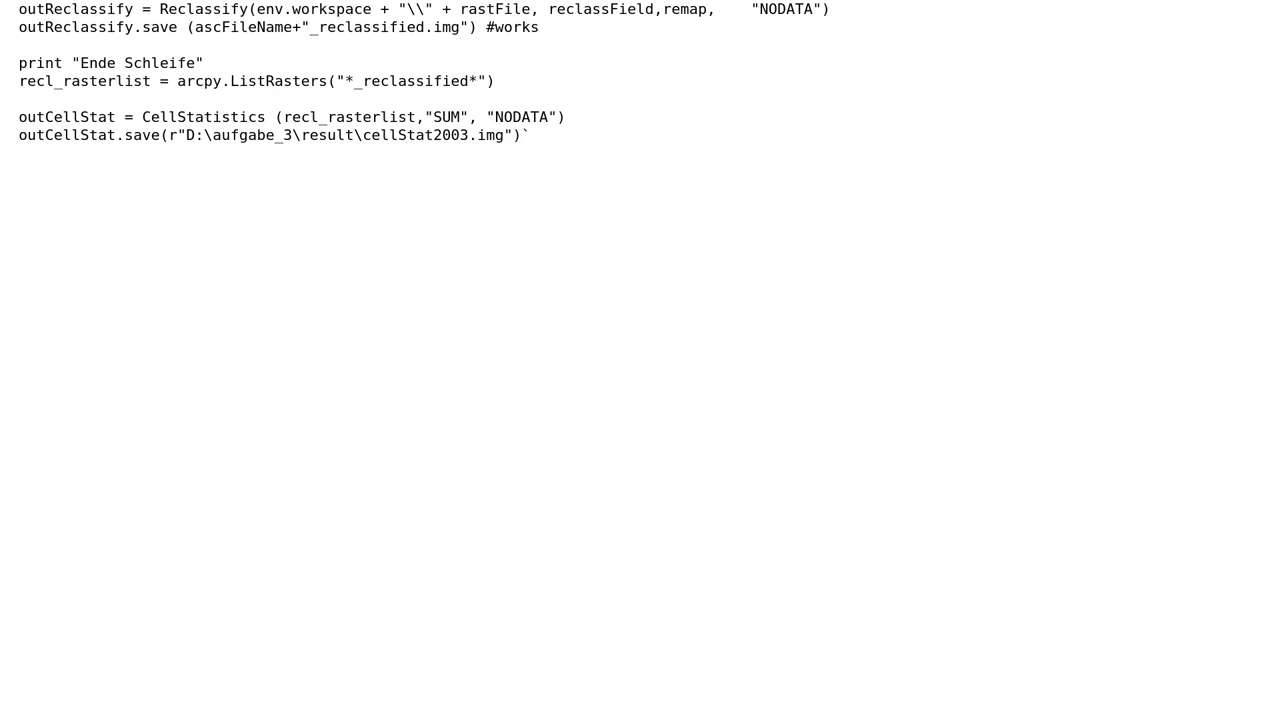 outReclassify = Reclassify(env.workspace + "\\" + rastFile, reclassField,remap,    "NODATA")
outReclassify.save (ascFileName+"_reclassified.img") #works
print "Ende Schleife"
recl_rasterlist = arcpy.ListRasters("*_reclassified*")
outCellStat = CellStatistics (recl_rasterlist,"SUM", "NODATA")
outCellStat.save(r"D:\aufgabe_3\result\cellStat2003.img")`